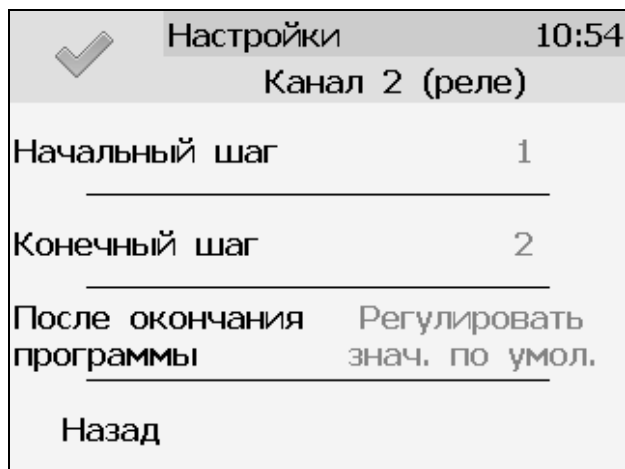 Настройки 10:54
Канал 2 (реле)
Начальный шаг 1
Конечный шаг 2
После окончания Регулировать
программы знач. по умол.
Назад